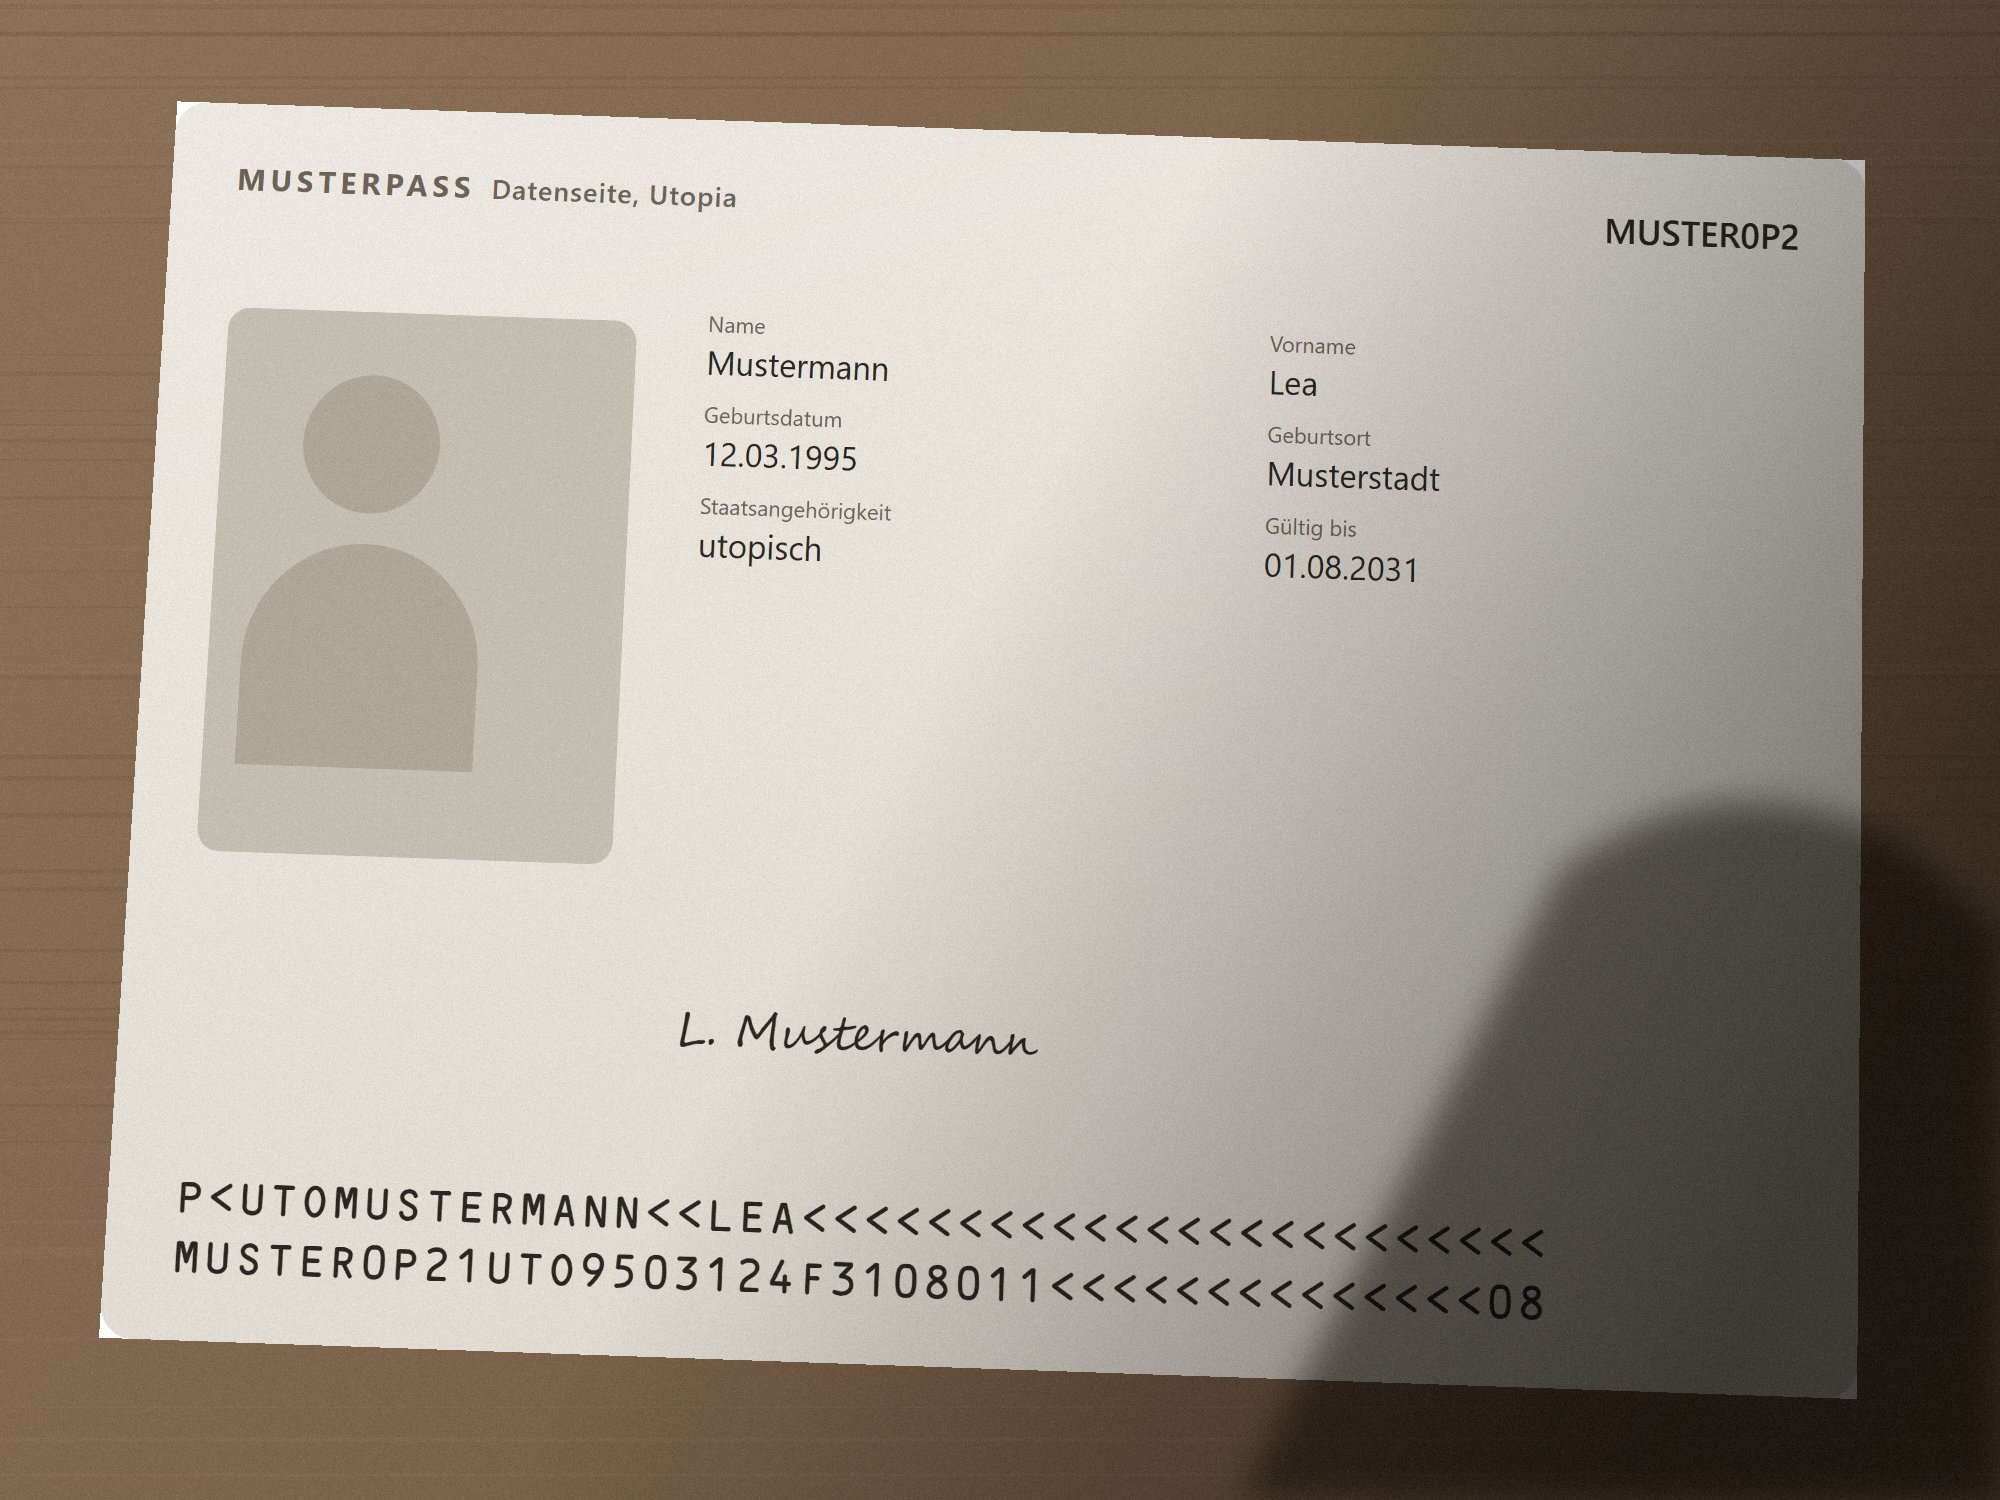 MUSTERPASS Datenseite, Utopia
MUSTER0P2
Name
Mustermann
Vorname
Lea
Geburtsdatum
12.03.1995
Geburtsort
Musterstadt
Staatsangehörigkeit
utopisch
Gültig bis
01.08.2031
L. Mustermann
P<UTOMUSTERMANN<<LEA<<<<<<<<<<<<<<<<<<<<<<<<
MUSTER0P21UTO9503124F3108011<<<<<<<<<<<<<<08